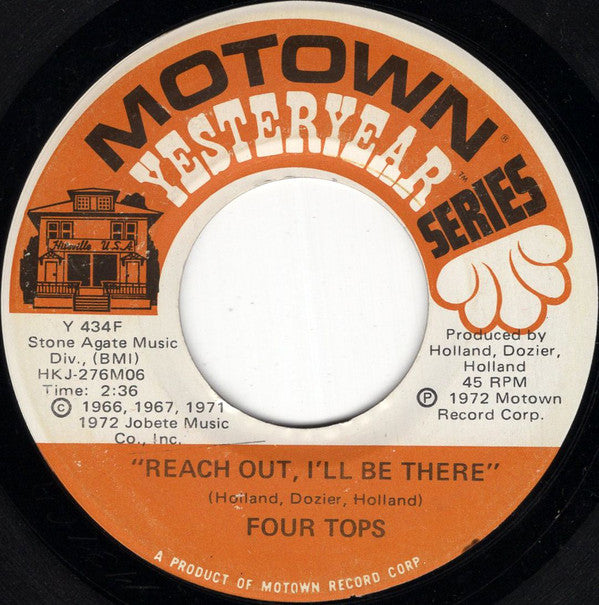 MOTOWN®
YESTERYEAR™
SERIES
Hitsville U.S.A.
Y 434F
Stone Agate Music
Div., (BMI)
HKJ-276M06
Time: 2:36
© 1966, 1967, 1971
1972 Jobete Music
Co., Inc.
Produced by
Holland, Dozier,
Holland
45 RPM
℗ 1972 Motown
Record Corp.
"REACH OUT, I'LL BE THERE"
(Holland, Dozier, Holland)
FOUR TOPS
A PRODUCT OF MOTOWN RECORD CORP.